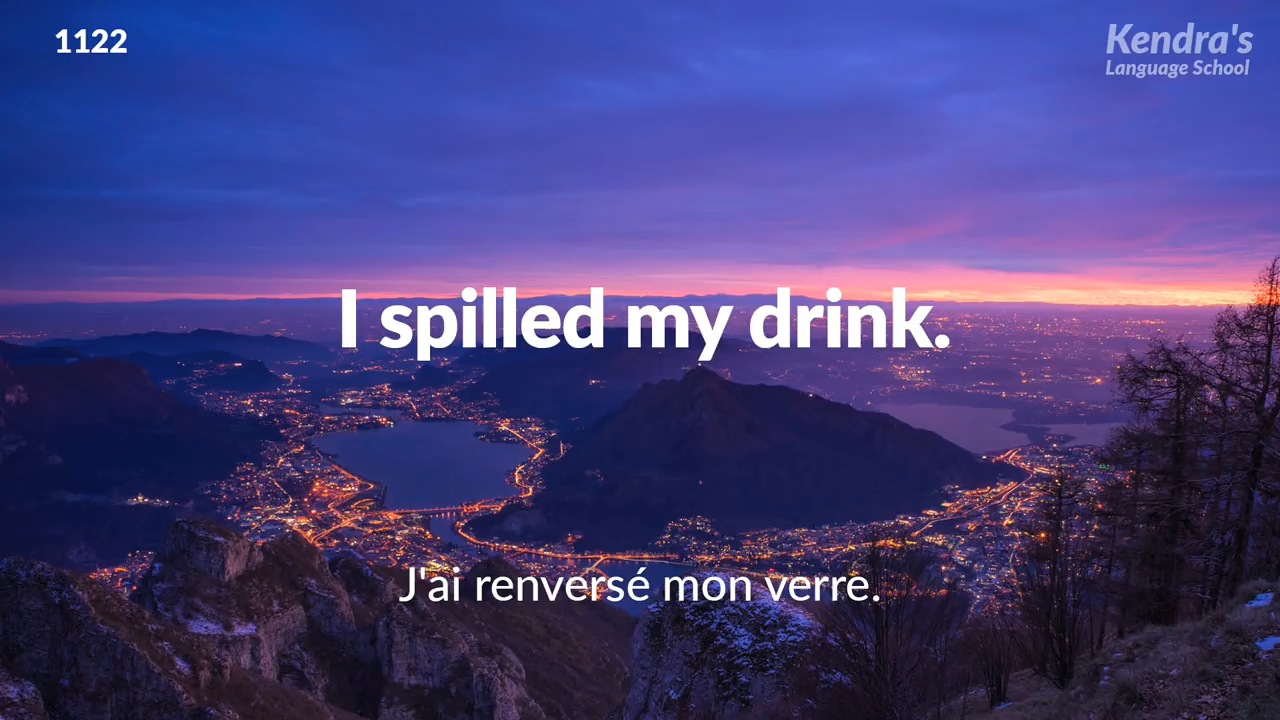 1122
Kendra's
Language School
I spilled my drink.
J'ai renversé mon verre.